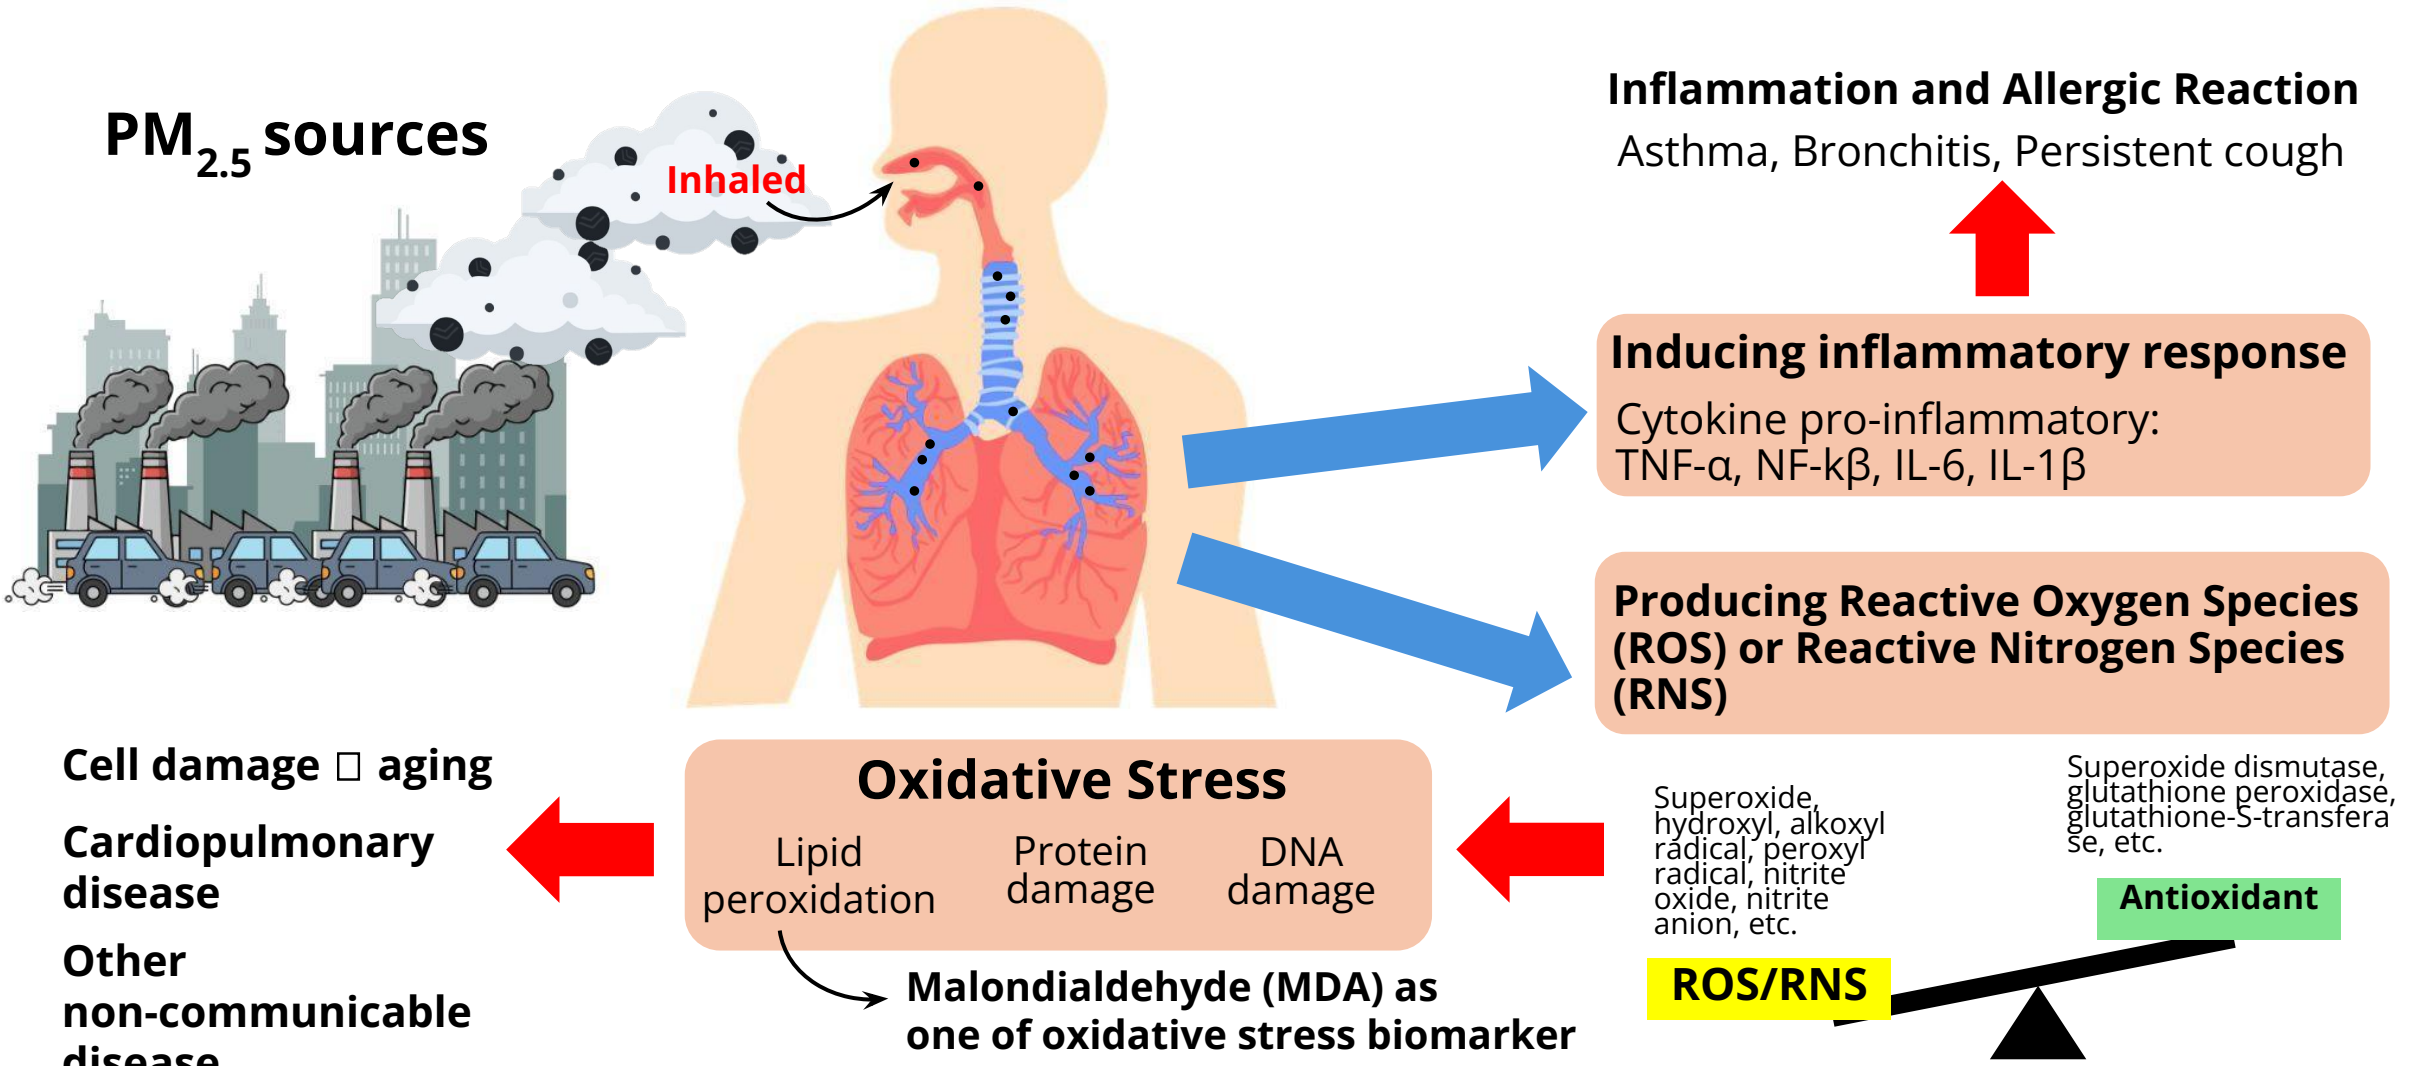 PM2.5 sources
Inhaled
Inflammation and Allergic Reaction
Asthma, Bronchitis, Persistent cough
Inducing inflammatory response
Cytokine pro-inflammatory:
TNF-α, NF-kβ, IL-6, IL-1β
Producing Reactive Oxygen Species
(ROS) or Reactive Nitrogen Species
(RNS)
Superoxide dismutase,
glutathione peroxidase,
glutathione-S-transfera
se, etc.
Antioxidant
Superoxide,
hydroxyl, alkoxyl
radical, peroxyl
radical, nitrite
oxide, nitrite
anion, etc.
ROS/RNS
Oxidative Stress
Lipid
peroxidation
Protein
damage
DNA
damage
Malondialdehyde (MDA) as
one of oxidative stress biomarker
Cell damage □ aging
Cardiopulmonary
disease
Other
non-communicable
disease